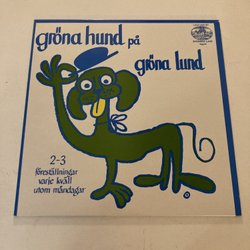 gröna hund på
gröna lund
2-3
föreställningar
varje kväll
utom måndagar